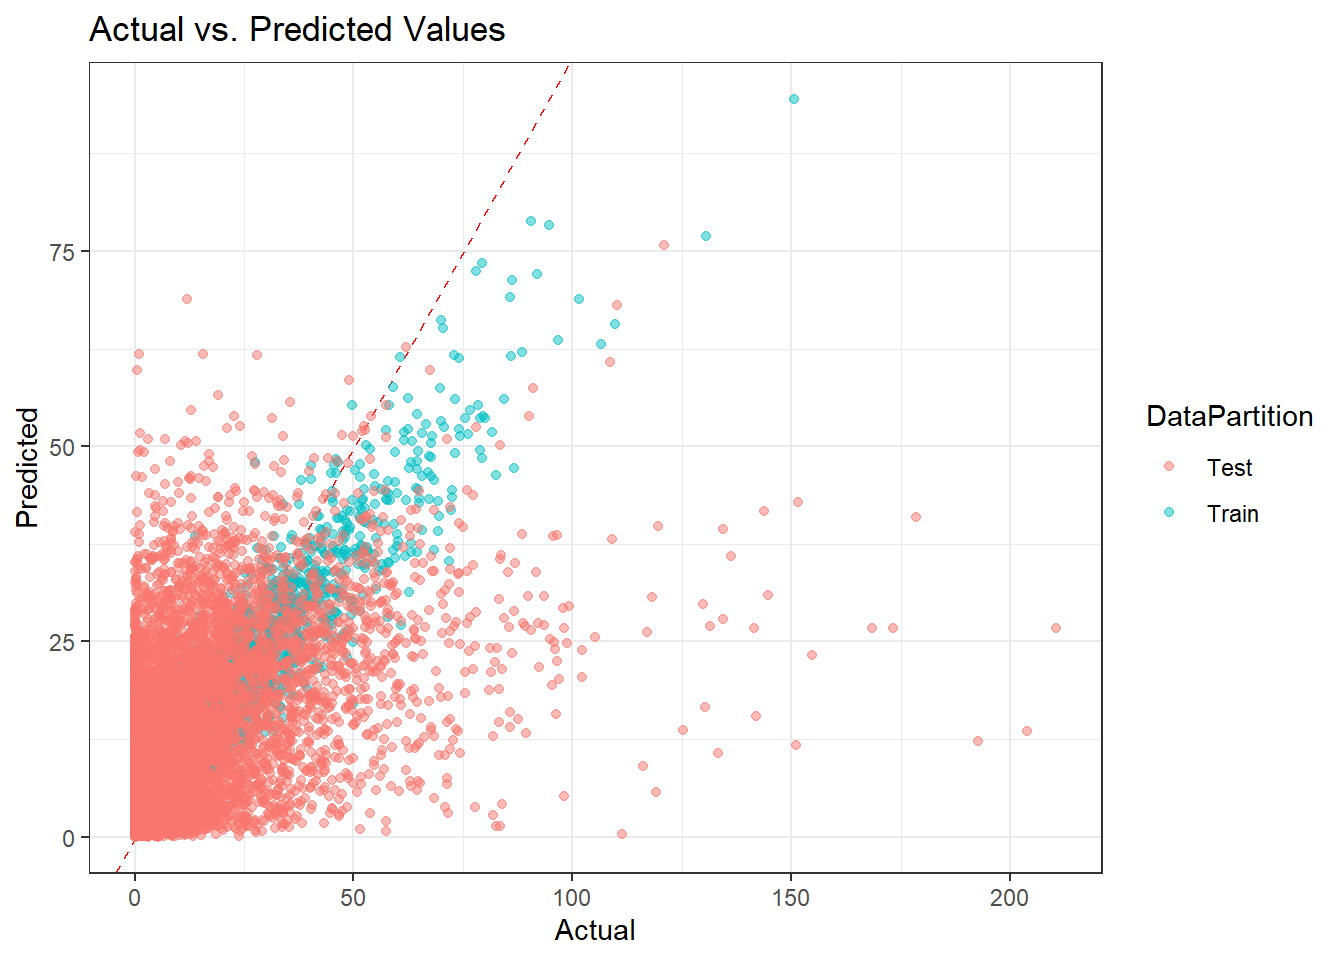 Actual vs. Predicted Values
75
50
25
0
Predicted
0 50 100 150 200
Actual
DataPartition
Test
Train